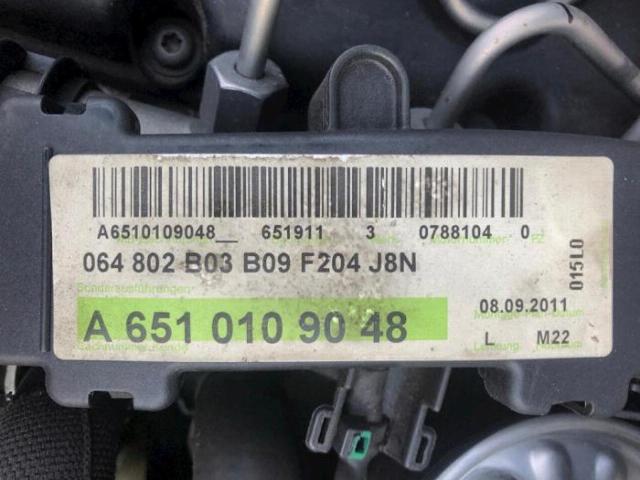 A6510109048__ 651911 3 0788104 0
064 802 B03 B09 F204 J8N
Sonderausführungen
A 651 010 90 48
08.09.2011
L M22
015L0